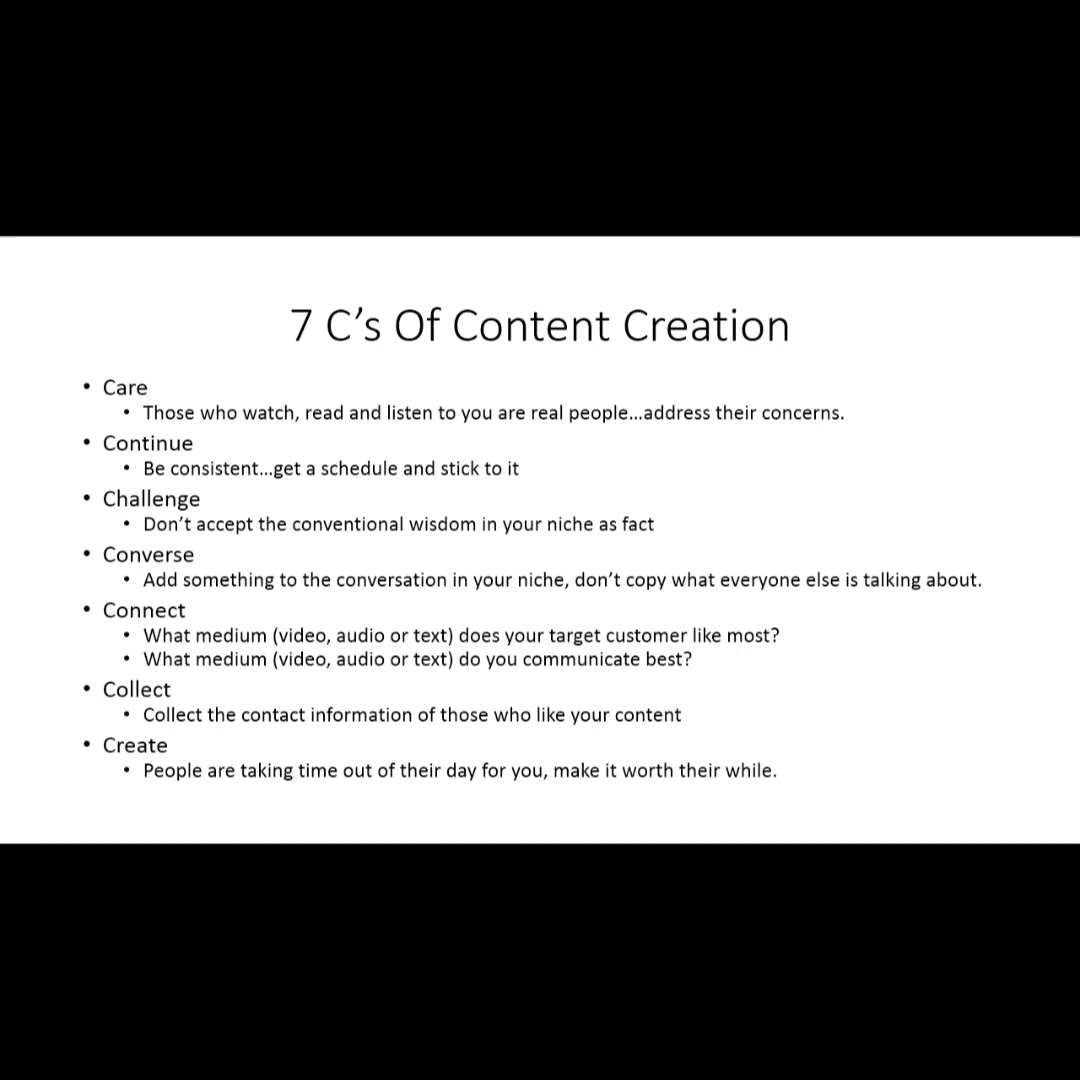 7 C’s Of Content Creation
• Care
• Those who watch, read and listen to you are real people...address their concerns.
• Continue
• Be consistent...get a schedule and stick to it
• Challenge
• Don’t accept the conventional wisdom in your niche as fact
• Converse
• Add something to the conversation in your niche, don’t copy what everyone else is talking about.
• Connect
• What medium (video, audio or text) does your target customer like most?
• What medium (video, audio or text) do you communicate best?
• Collect
• Collect the contact information of those who like your content
• Create
• People are taking time out of their day for you, make it worth their while.